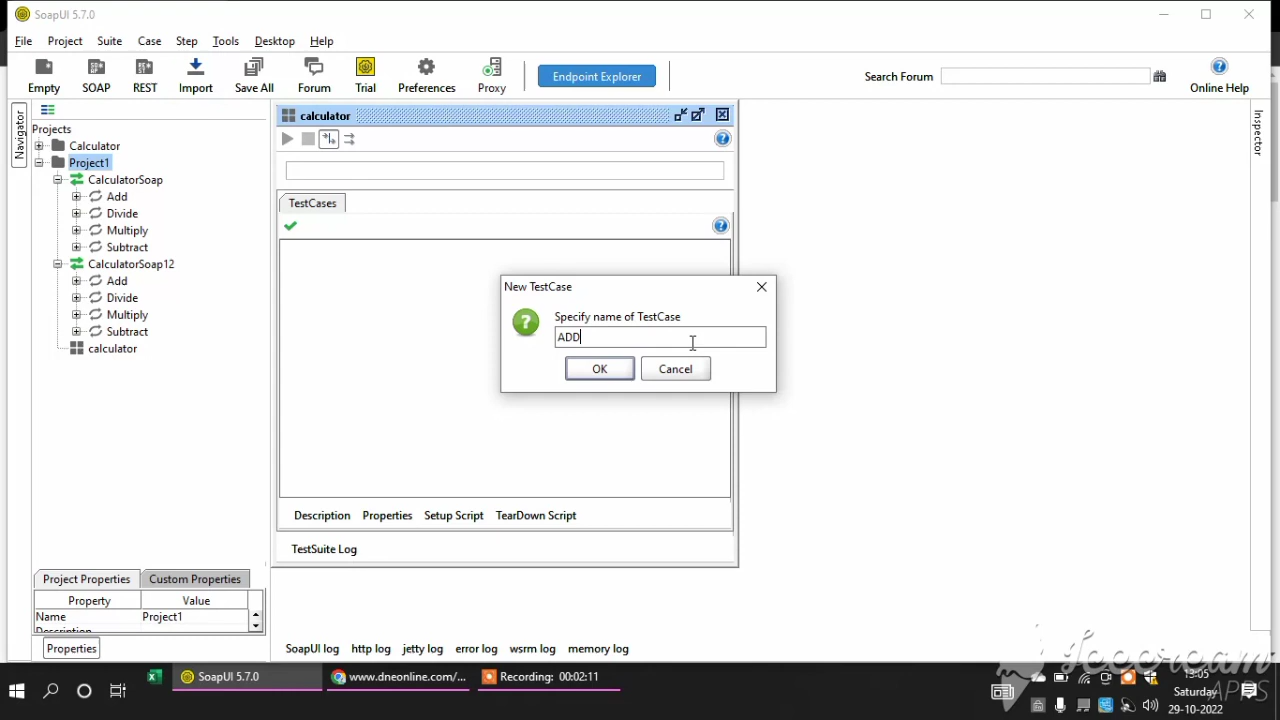 SoapUI 5.7.0
File Project Suite Case Step Tools Desktop Help
Empty SOAP REST Import Save All Forum Trial Preferences Proxy Endpoint Explorer Search Forum Online Help
Navigator
Projects
Calculator
Project1
CalculatorSoap
Add
Divide
Multiply
Subtract
CalculatorSoap12
Add
Divide
Multiply
Subtract
calculator
calculator
TestCases
New TestCase
Specify name of TestCase
ADD
OK Cancel
Description Properties Setup Script TearDown Script
TestSuite Log
Inspector
Project Properties Custom Properties
Property Value
Name Project1
Description
Properties
SoapUI log http log jetty log error log wsrm log memory log
SoapUI 5.7.0 www.dneonline.com/... Recording: 00:02:11
13:05
Saturday
29-10-2022
APPS